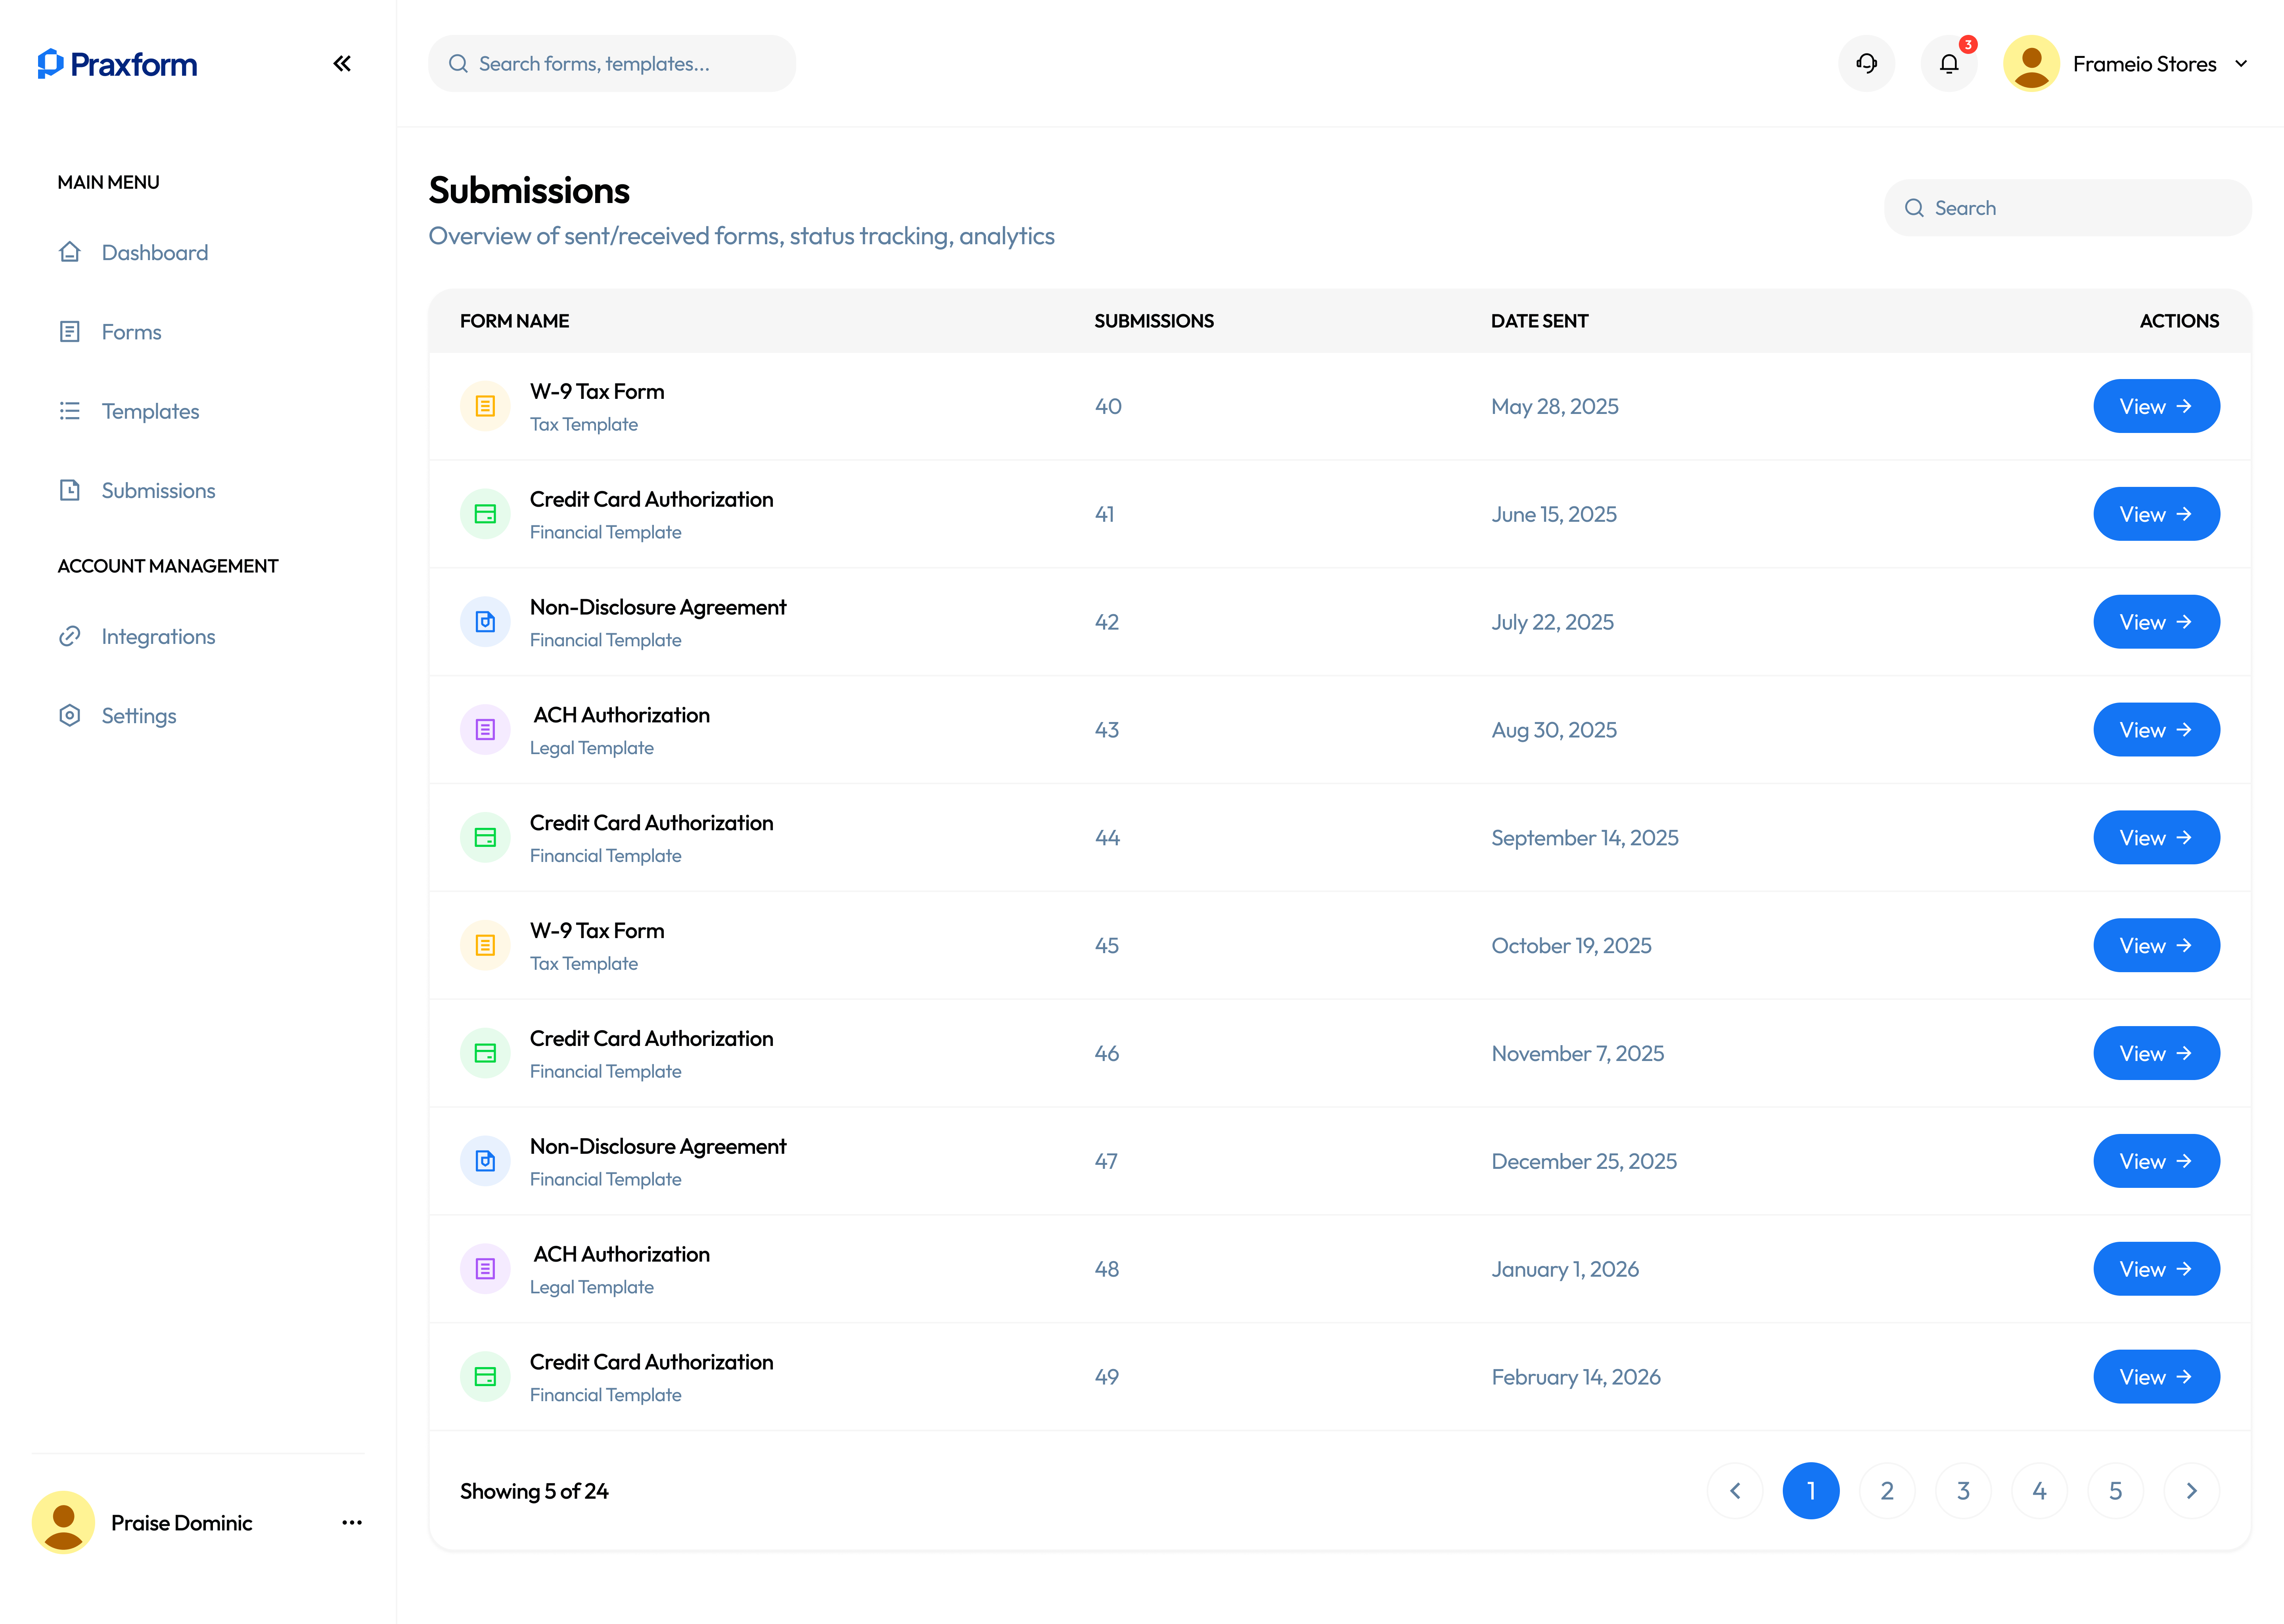 Praxform
Search forms, templates...
3
Frameio Stores
MAIN MENU
Dashboard
Forms
Templates
Submissions
ACCOUNT MANAGEMENT
Integrations
Settings
Praise Dominic
Submissions
Overview of sent/received forms, status tracking, analytics
Search
FORM NAME SUBMISSIONS DATE SENT ACTIONS
W-9 Tax Form
Tax Template
40 May 28, 2025 View
Credit Card Authorization
Financial Template
41 June 15, 2025 View
Non-Disclosure Agreement
Financial Template
42 July 22, 2025 View
ACH Authorization
Legal Template
43 Aug 30, 2025 View
Credit Card Authorization
Financial Template
44 September 14, 2025 View
W-9 Tax Form
Tax Template
45 October 19, 2025 View
Credit Card Authorization
Financial Template
46 November 7, 2025 View
Non-Disclosure Agreement
Financial Template
47 December 25, 2025 View
ACH Authorization
Legal Template
48 January 1, 2026 View
Credit Card Authorization
Financial Template
49 February 14, 2026 View
Showing 5 of 24
1 2 3 4 5